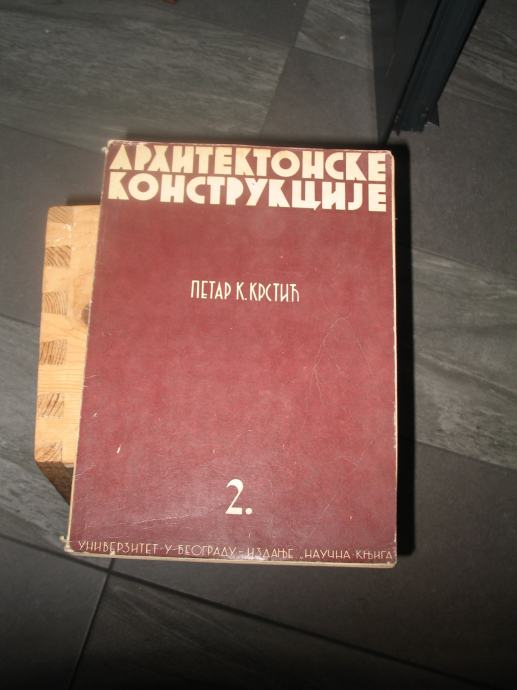 АРХИТЕКТОНСКЕ
КОНСТРУКЦИЈЕ
ПЕТАР К. КРСТИЋ
2.
УНИВЕРЗИТЕТ·У·БЕОГРАДУ–ИЗДАЊЕ „НАУЧНА·КЊИГА